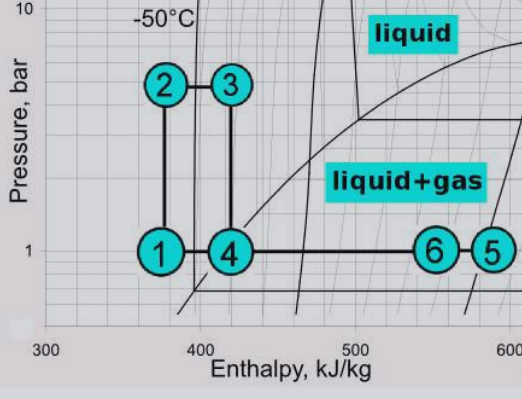 10
-50°C
liquid
2
3
Pressure, bar
liquid+gas
1
1
4
6
5
300
400
500
600
Enthalpy, kJ/kg